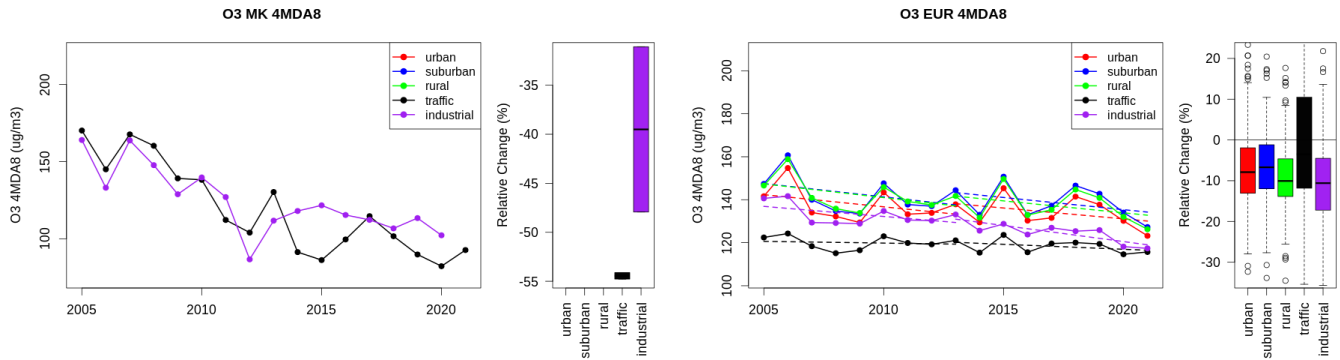 O3 MK 4MDA8
O3 4MDA8 (ug/m3)
200
150
100
2005
2010
2015
2020
urban
suburban
rural
traffic
industrial
Relative Change (%)
-35
-40
-45
-50
-55
urban
suburban
rural
traffic
industrial
O3 EUR 4MDA8
O3 4MDA8 (ug/m3)
200
180
160
140
120
100
2005
2010
2015
2020
urban
suburban
rural
traffic
industrial
Relative Change (%)
20
10
0
-10
-20
-30
urban
suburban
rural
traffic
industrial